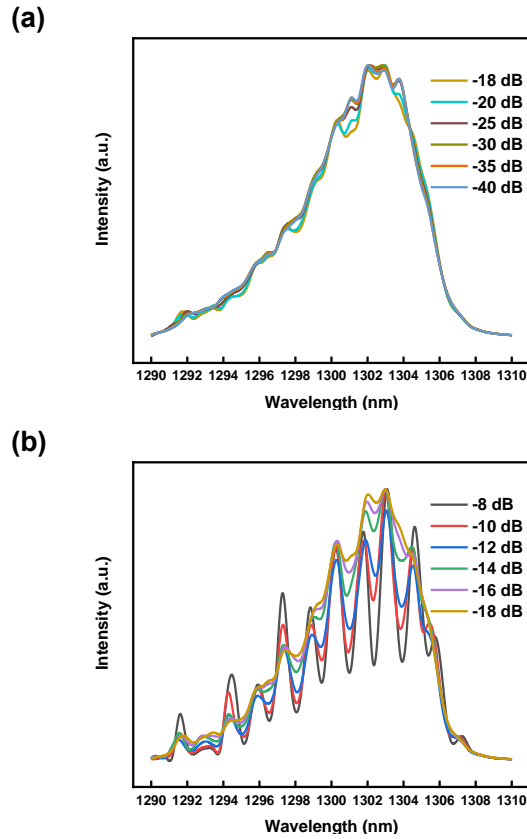 (a)
Intensity (a.u.)
-18 dB
-20 dB
-25 dB
-30 dB
-35 dB
-40 dB
1290 1292 1294 1296 1298 1300 1302 1304 1306 1308 1310
Wavelength (nm)
(b)
Intensity (a.u.)
-8 dB
-10 dB
-12 dB
-14 dB
-16 dB
-18 dB
1290 1292 1294 1296 1298 1300 1302 1304 1306 1308 1310
Wavelength (nm)